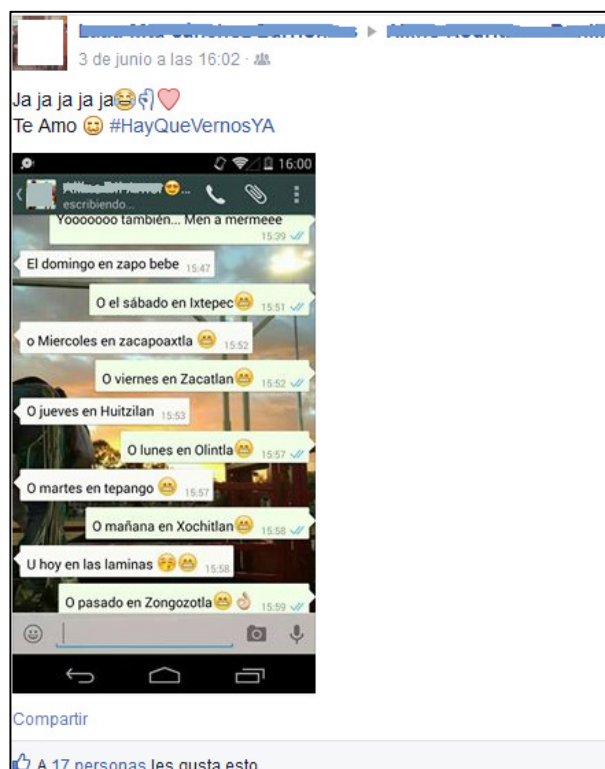 3 de junio a las 16:02 ·
Ja ja ja ja ja😂👂❤
Te Amo 😀 #HayQueVernosYA
16:00
escribiendo...
Yooooooo también... Men a mermeee
15:39
El domingo en zapo bebe 15:47
O el sábado en Ixtepec😁 15:51
o Miercoles en zacapoaxtla 😁 15:52
O viernes en Zacatlan😁 15:52
O jueves en Huitzilan 15:53
O lunes en Olintla😁 15:57
O martes en tepango 😁 15:57
O mañana en Xochitlan😁 15:58
U hoy en las laminas 😚😁 15:58
O pasado en Zongozotla😁👌 15:59
Compartir
A 17 personas les gusta esto